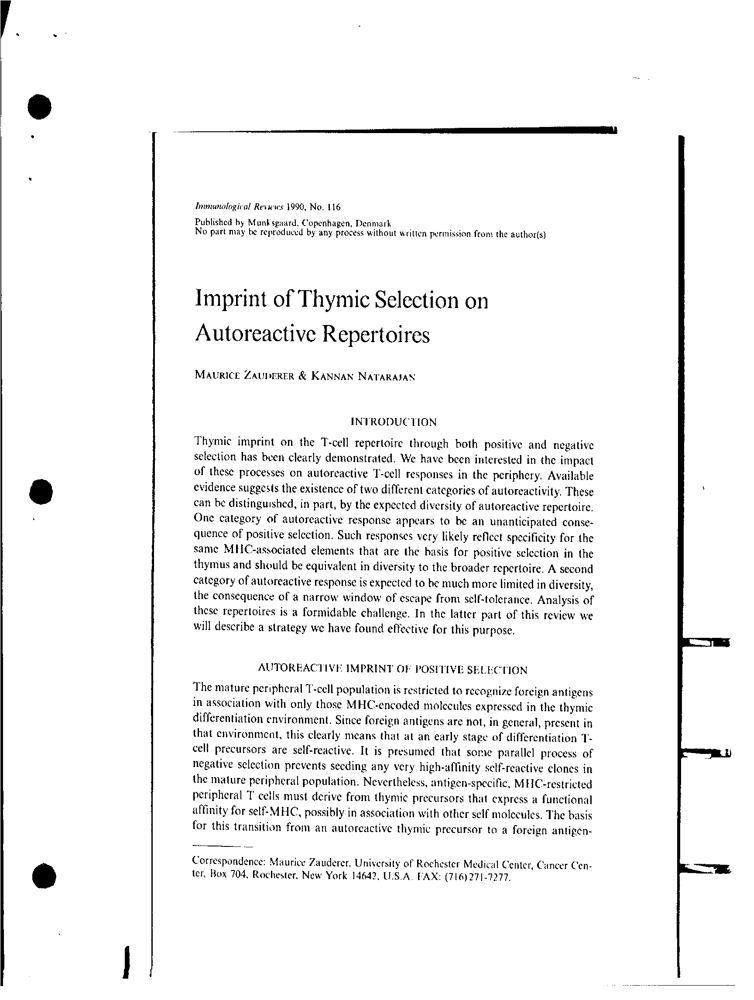 Immunological Reviews 1990, No. 116
Published by Munksgaard, Copenhagen, Denmark
No part may be reproduced by any process without written permission from the author(s)
Imprint of Thymic Selection on
Autoreactive Repertoires
MAURICE ZAUDERER & KANNAN NATARAJAN
INTRODUCTION
Thymic imprint on the T-cell repertoire through both positive and negative
selection has been clearly demonstrated. We have been interested in the impact
of these processes on autoreactive T-cell responses in the periphery. Available
evidence suggests the existence of two different categories of autoreactivity. These
can be distinguished, in part, by the expected diversity of autoreactive repertoire.
One category of autoreactive response appears to be an unanticipated conse-
quence of positive selection. Such responses very likely reflect specificity for the
same MHC-associated elements that are the basis for positive selection in the
thymus and should be equivalent in diversity to the broader repertoire. A second
category of autoreactive response is expected to be much more limited in diversity,
the consequence of a narrow window of escape from self-tolerance. Analysis of
these repertoires is a formidable challenge. In the latter part of this review we
will describe a strategy we have found effective for this purpose.
AUTOREACTIVE IMPRINT OF POSITIVE SELECTION
The mature peripheral T-cell population is restricted to recognize foreign antigens
in association with only those MHC-encoded molecules expressed in the thymic
differentiation environment. Since foreign antigens are not, in general, present in
that environment, this clearly means that at an early stage of differentiation T-
cell precursors are self-reactive. It is presumed that some parallel process of
negative selection prevents seeding any very high-affinity self-reactive clones in
the mature peripheral population. Nevertheless, antigen-specific, MHC-restricted
peripheral T cells must derive from thymic precursors that express a functional
affinity for self-MHC, possibly in association with other self molecules. The basis
for this transition from an autoreactive thymic precursor to a foreign antigen-
Correspondence: Maurice Zauderer, University of Rochester Medical Center, Cancer Cen-
ter, Box 704, Rochester, New York 14642, U.S.A. FAX: (716)271-7277.